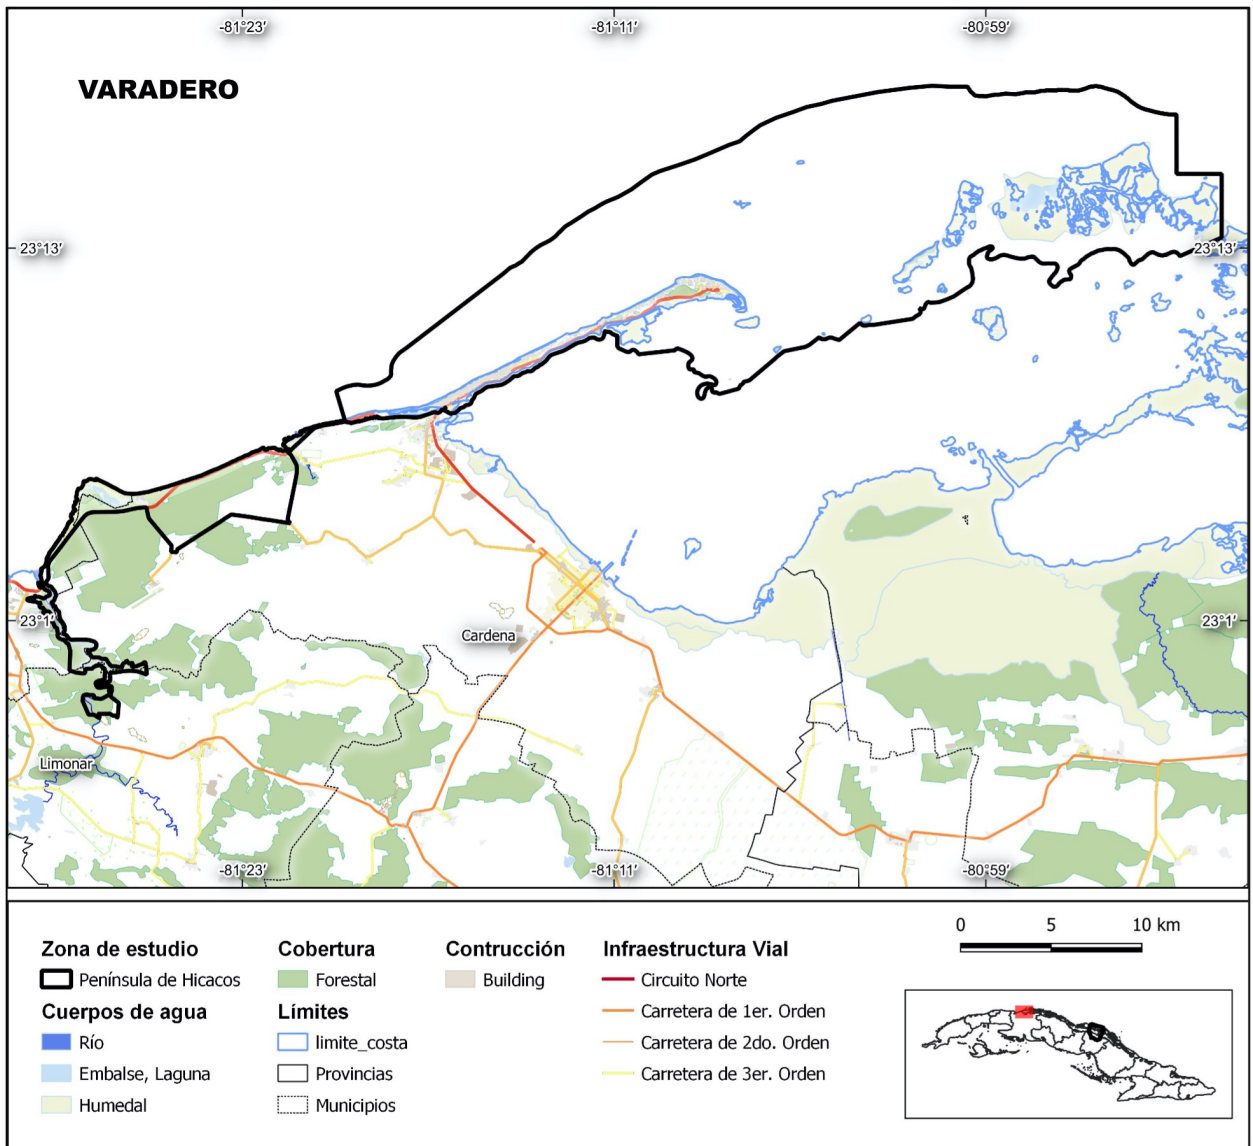 -81°23′
-81°11′
-80°59′
VARADERO
23°13′
23°13′
23°1′
23°1′
Cardena
Limonar
-81°23′
-81°11′
-80°59′
Zona de estudio
Península de Hicacos
Cuerpos de agua
Río
Embalse, Laguna
Humedal
Cobertura
Forestal
Límites
limite_costa
Provincias
Municipios
Contrucción
Building
Infraestructura Vial
Circuito Norte
Carretera de 1er. Orden
Carretera de 2do. Orden
Carretera de 3er. Orden
0 5 10 km